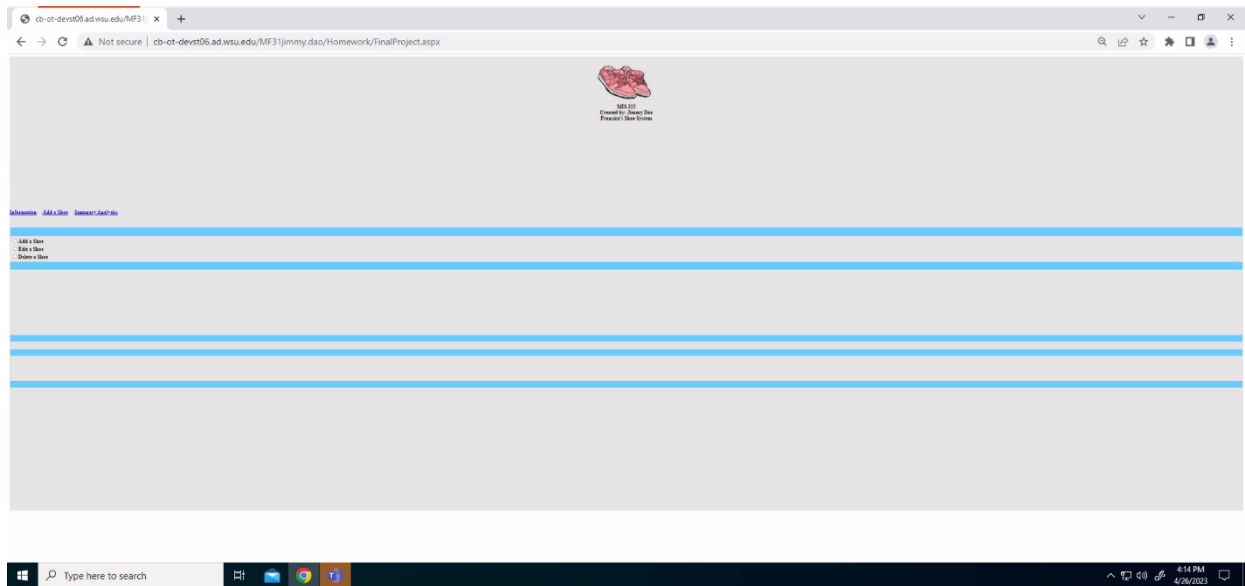 cb-ot-devst06.ad.wsu.edu/MF31j
Not secure | cb-ot-devst06.ad.wsu.edu/MF31jimmy.dao/Homework/FinalProject.aspx
Created by: Jimmy Dao
Shoe System
Information Add a Shoe Summary Analytics
Add a Shoe
Edit a Shoe
Delete a Shoe
Type here to search
4:14 PM
4/26/2023